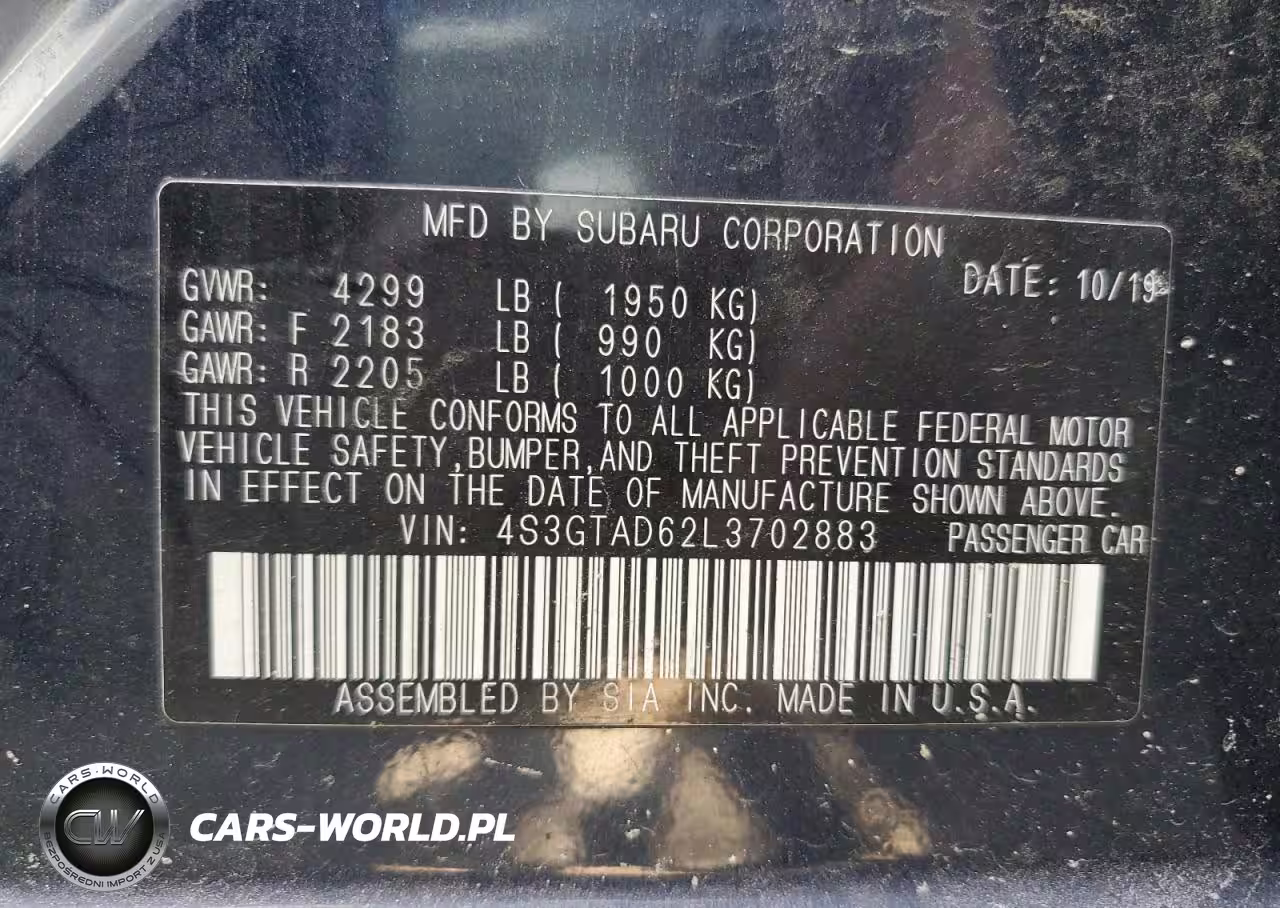 MFD BY SUBARU CORPORATION
DATE: 10/19
GVWR: 4299 LB ( 1950 KG)
GAWR: F 2183 LB ( 990 KG)
GAWR: R 2205 LB ( 1000 KG)
THIS VEHICLE CONFORMS TO ALL APPLICABLE FEDERAL MOTOR
VEHICLE SAFETY,BUMPER,AND THEFT PREVENTION STANDARDS
IN EFFECT ON THE DATE OF MANUFACTURE SHOWN ABOVE.
VIN: 4S3GTAD62L3702883 PASSENGER CAR
ASSEMBLED BY SIA INC. MADE IN U.S.A.
CARS-WORLD
CW
BEZPOŚREDNI IMPORT Z USA
CARS-WORLD.PL